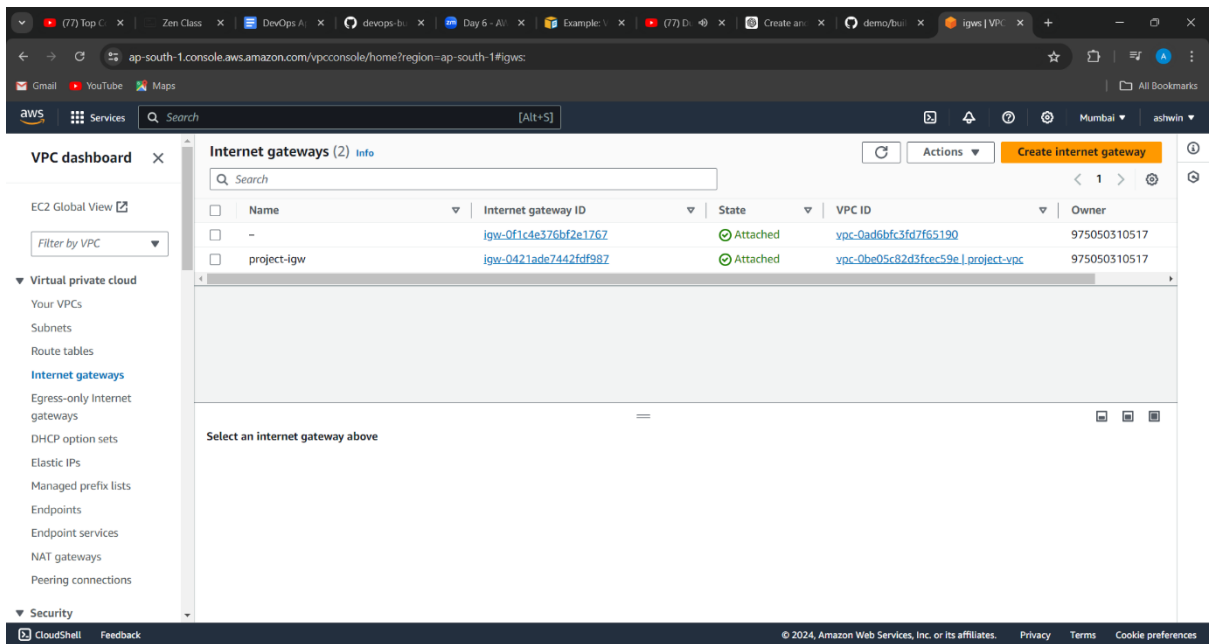 (77) Top C
Zen Class
DevOps A
devops-bu
Day 6 - AW
Example: V
(77) D
Create and
demo/bui
igws | VPC
ap-south-1.console.aws.amazon.com/vpcconsole/home?region=ap-south-1#igws:
Gmail YouTube Maps All Bookmarks
aws Services Search [Alt+S] Mumbai ashwin
VPC dashboard
EC2 Global View
Filter by VPC
Virtual private cloud
Your VPCs
Subnets
Route tables
Internet gateways
Egress-only Internet
gateways
DHCP option sets
Elastic IPs
Managed prefix lists
Endpoints
Endpoint services
NAT gateways
Peering connections
Security
Internet gateways (2) Info
Actions Create internet gateway
Search
1
Name Internet gateway ID State VPC ID Owner
– igw-0f1c4e376bf2e1767 Attached vpc-0ad6bfc3fd7f65190 975050310517
project-igw igw-0421ade7442fdf987 Attached vpc-0be05c82d3fcec59e | project-vpc 975050310517
Select an internet gateway above
CloudShell Feedback © 2024, Amazon Web Services, Inc. or its affiliates. Privacy Terms Cookie preferences